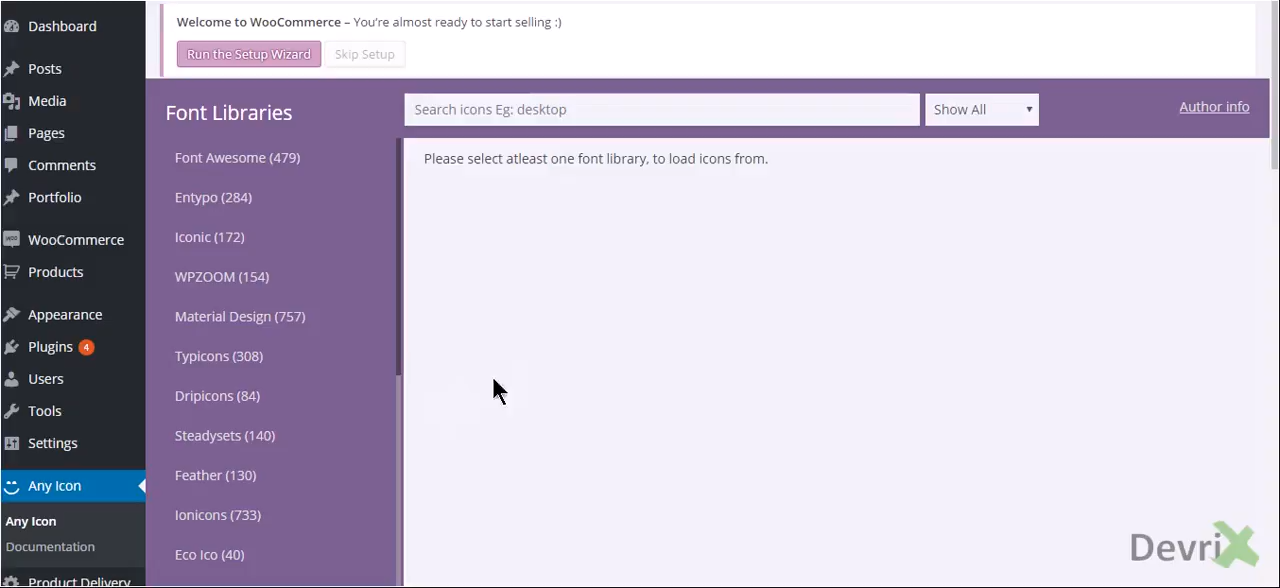 Dashboard
Posts
Media
Pages
Comments
Portfolio
WooCommerce
Products
Appearance
Plugins 4
Users
Tools
Settings
Any Icon
Any Icon
Documentation
Product Delivery
Welcome to WooCommerce – You're almost ready to start selling :)
Run the Setup Wizard Skip Setup
Font Libraries
Search icons Eg: desktop
Show All
Author info
Font Awesome (479)
Entypo (284)
Iconic (172)
WPZOOM (154)
Material Design (757)
Typicons (308)
Dripicons (84)
Steadysets (140)
Feather (130)
Ionicons (733)
Eco Ico (40)
Please select atleast one font library, to load icons from.
DevriX